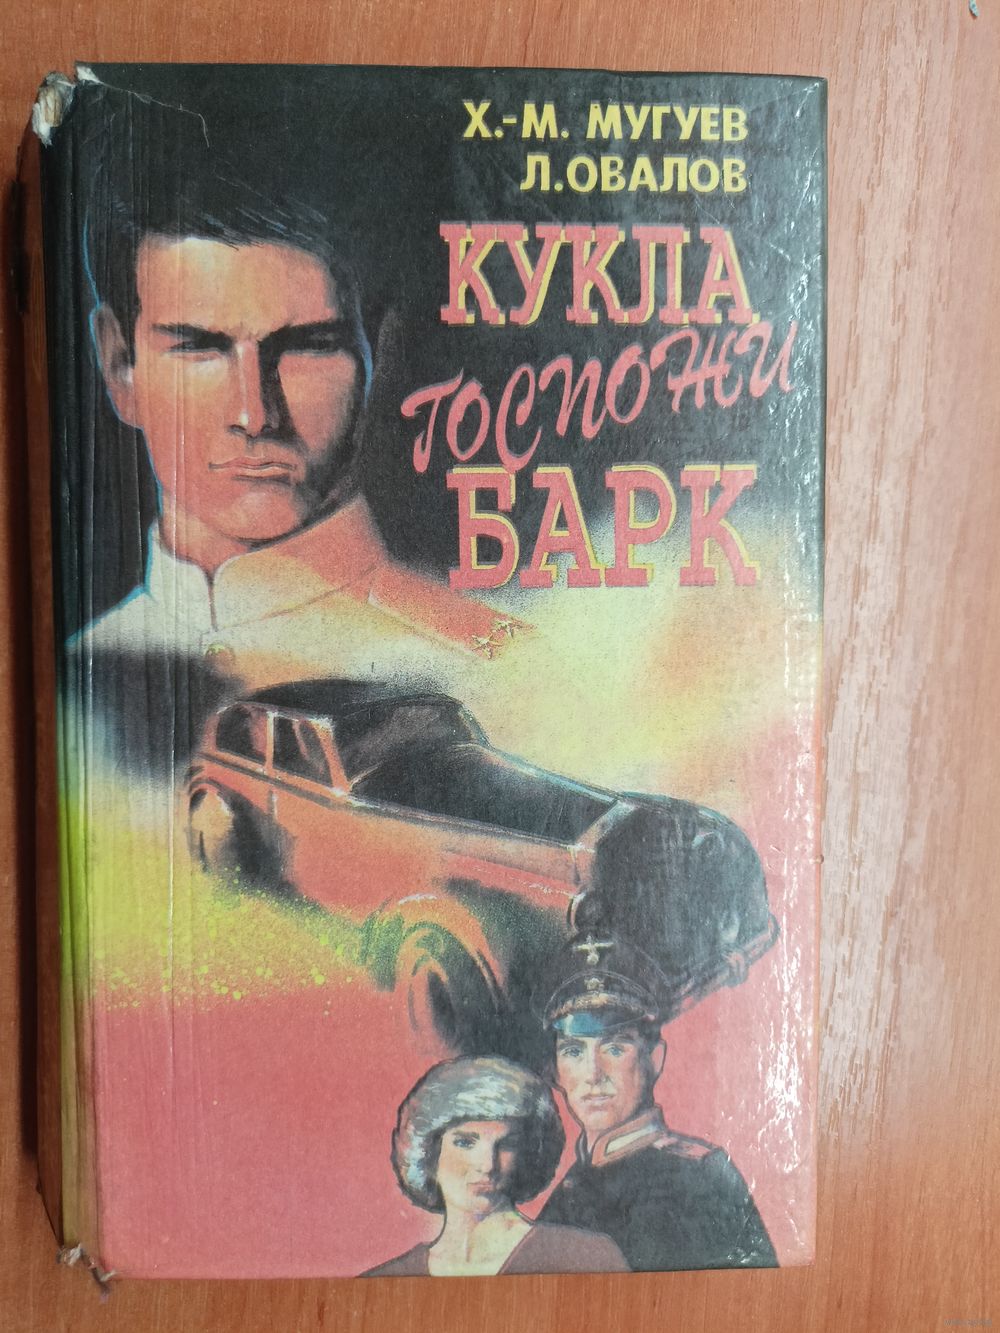 Х.-М. МУГУЕВ
Л.ОВАЛОВ
КУКЛА
ГОСПОЖИ
БАРК